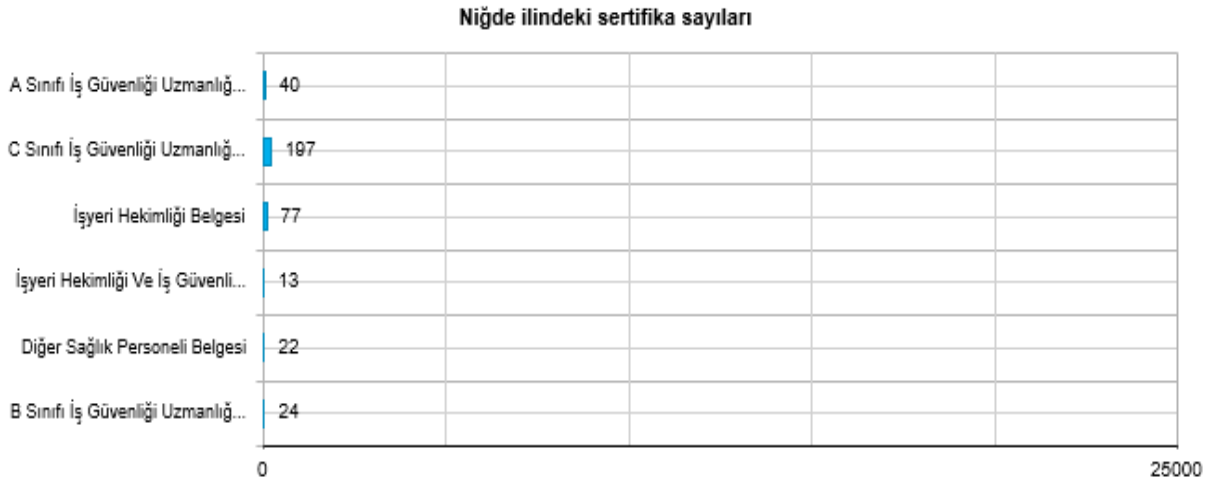 Niğde ilindeki sertifika sayıları
A Sınıfı İş Güvenliği Uzmanlığ... 40
C Sınıfı İş Güvenliği Uzmanlığ... 197
İşyeri Hekimliği Belgesi 77
İşyeri Hekimliği Ve İş Güvenli... 13
Diğer Sağlık Personeli Belgesi 22
B Sınıfı İş Güvenliği Uzmanlığ... 24
0 25000